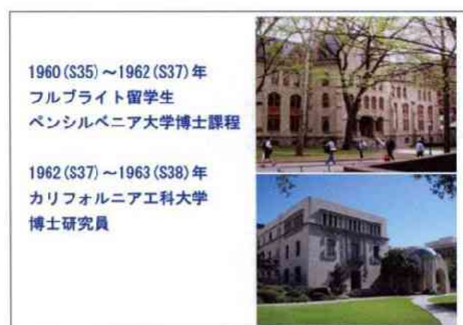 1960(S35)～1962(S37)年
フルブライト留学生
ペンシルベニア大学博士課程
1962(S37)～1963(S38)年
カリフォルニア工科大学
博士研究員